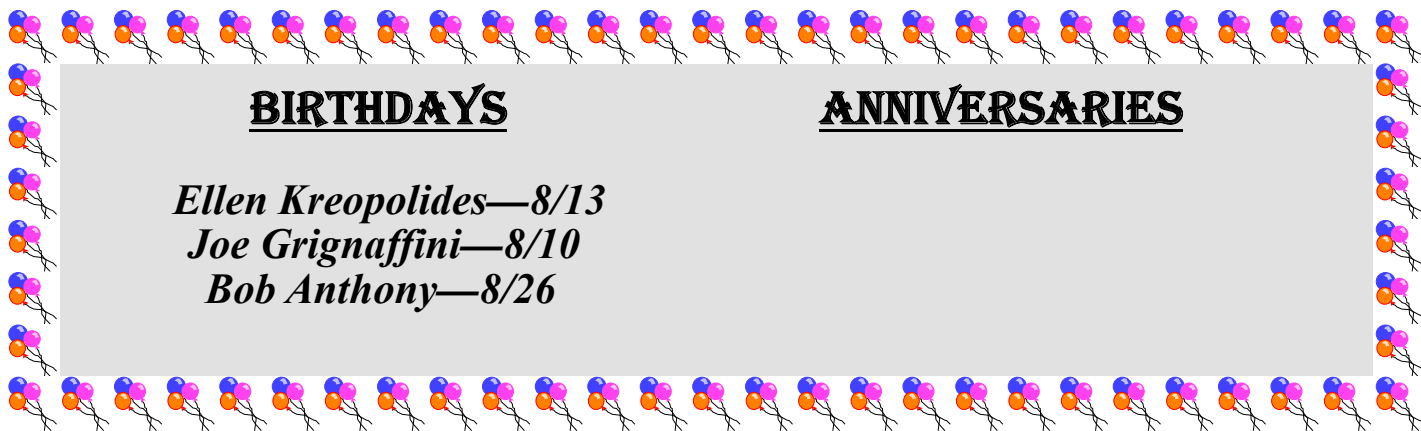 BIRTHDAYS
Ellen Kreopolides—8/13
Joe Grignaffini—8/10
Bob Anthony—8/26
ANNIVERSARIES